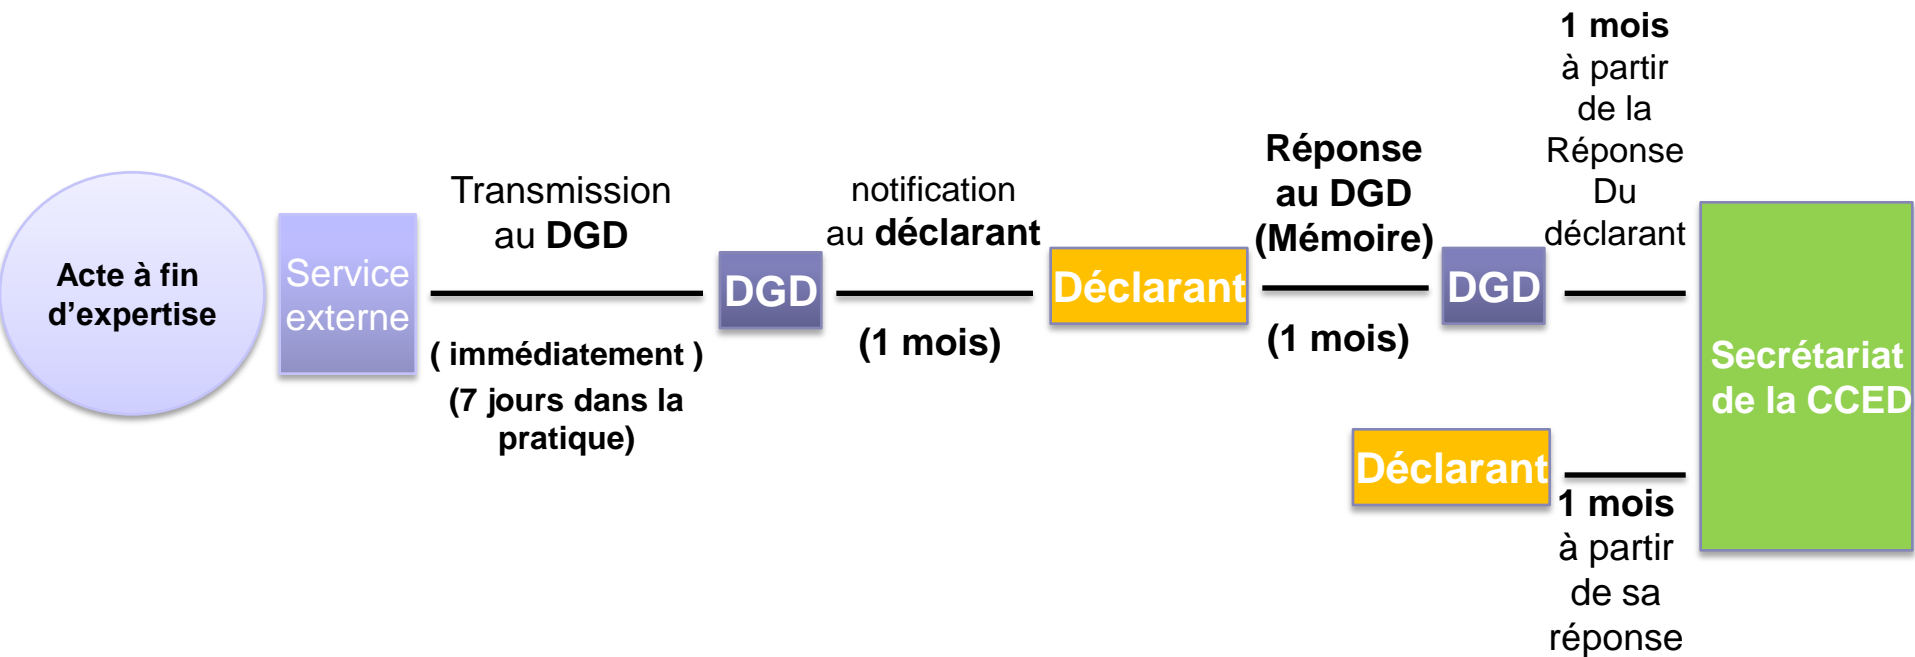 Acte à fin
d’expertise
Service
externe
Transmission
au DGD
( immédiatement )
(7 jours dans la
pratique)
DGD
notification
au déclarant
(1 mois)
Déclarant
Réponse
au DGD
(Mémoire)
(1 mois)
DGD
1 mois
à partir
de la
Réponse
Du
déclarant
Déclarant
1 mois
à partir
de sa
réponse
Secrétariat
de la CCED